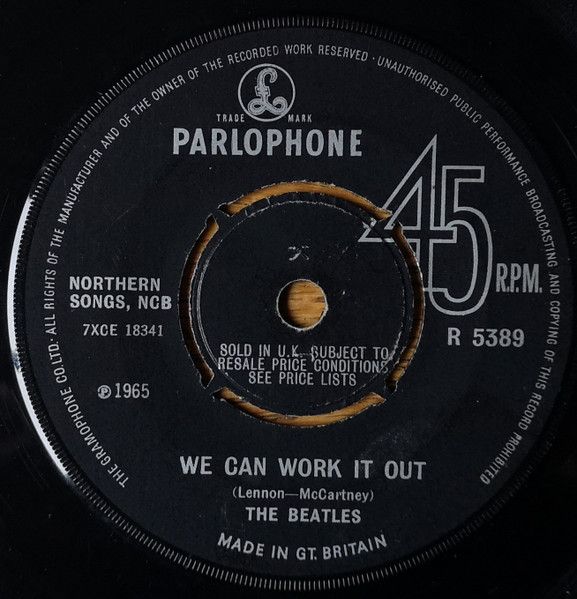 THE GRAMOPHONE CO.LTD· ALL RIGHTS OF THE MANUFACTURER AND OF THE OWNER OF THE RECORDED WORK RESERVED · UNAUTHORISED PUBLIC PERFORMANCE BROADCASTING AND COPYING OF THIS RECORD PROHIBITED
£
TRADE MARK
PARLOPHONE
45
R.P.M.
NORTHERN
SONGS, NCB
7XCE 18341
R 5389
SOLD IN U.K. SUBJECT TO
RESALE PRICE CONDITIONS
SEE PRICE LISTS
℗1965
WE CAN WORK IT OUT
(Lennon—McCartney)
THE BEATLES
MADE IN GT. BRITAIN